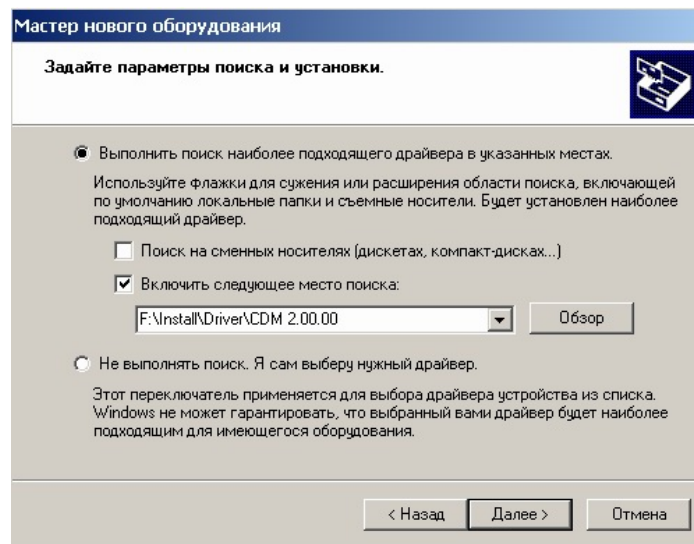 Мастер нового оборудования
Задайте параметры поиска и установки.
Выполнить поиск наиболее подходящего драйвера в указанных местах.
Используйте флажки для сужения или расширения области поиска, включающей
по умолчанию локальные папки и съемные носители. Будет установлен наиболее
подходящий драйвер.
Поиск на сменных носителях (дискетах, компакт-дисках...)
Включить следующее место поиска:
F:\Install\Driver\CDM 2.00.00
Обзор
Не выполнять поиск. Я сам выберу нужный драйвер.
Этот переключатель применяется для выбора драйвера устройства из списка.
Windows не может гарантировать, что выбранный вами драйвер будет наиболее
подходящим для имеющегося оборудования.
< Назад Далее > Отмена